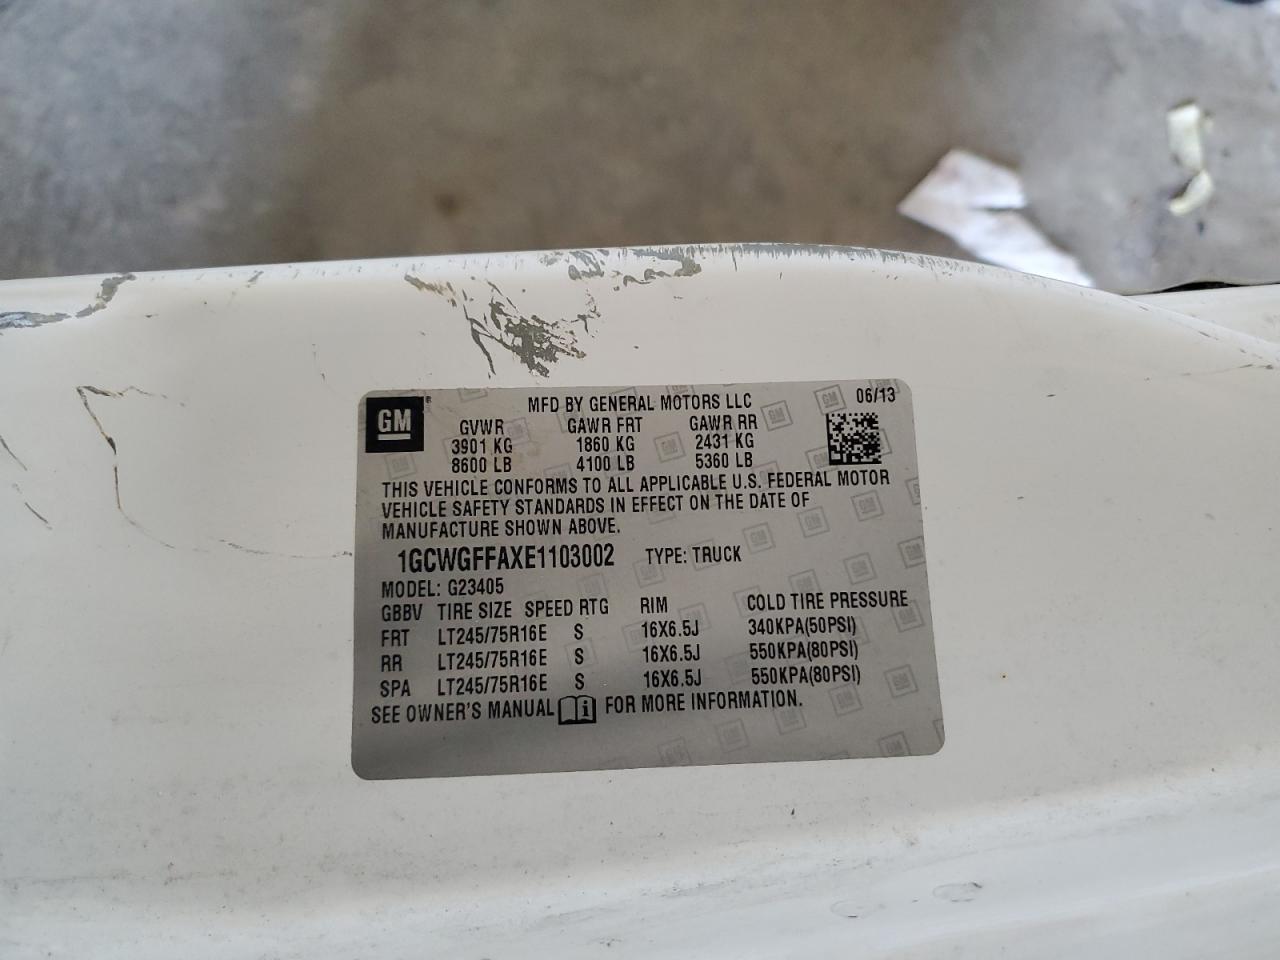 GM
MFD BY GENERAL MOTORS LLC 06/13
GVWR GAWR FRT GAWR RR
3901 KG 1860 KG 2431 KG
8600 LB 4100 LB 5360 LB
THIS VEHICLE CONFORMS TO ALL APPLICABLE U.S. FEDERAL MOTOR
VEHICLE SAFETY STANDARDS IN EFFECT ON THE DATE OF
MANUFACTURE SHOWN ABOVE.
1GCWGFFAXE1103002 TYPE: TRUCK
MODEL: G23405
GBBV TIRE SIZE SPEED RTG RIM COLD TIRE PRESSURE
FRT LT245/75R16E S 16X6.5J 340KPA(50PSI)
RR LT245/75R16E S 16X6.5J 550KPA(80PSI)
SPA LT245/75R16E S 16X6.5J 550KPA(80PSI)
SEE OWNER'S MANUAL FOR MORE INFORMATION.